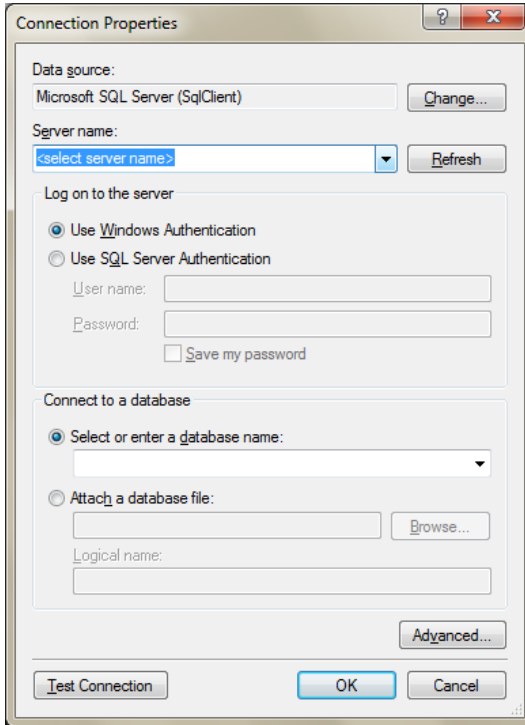 Connection Properties
Data source:
Microsoft SQL Server (SqlClient)
Change...
Server name:
<select server name>
Refresh
Log on to the server
Use Windows Authentication
Use SQL Server Authentication
User name:
Password:
Save my password
Connect to a database
Select or enter a database name:
Attach a database file:
Browse...
Logical name:
Advanced...
Test Connection
OK
Cancel